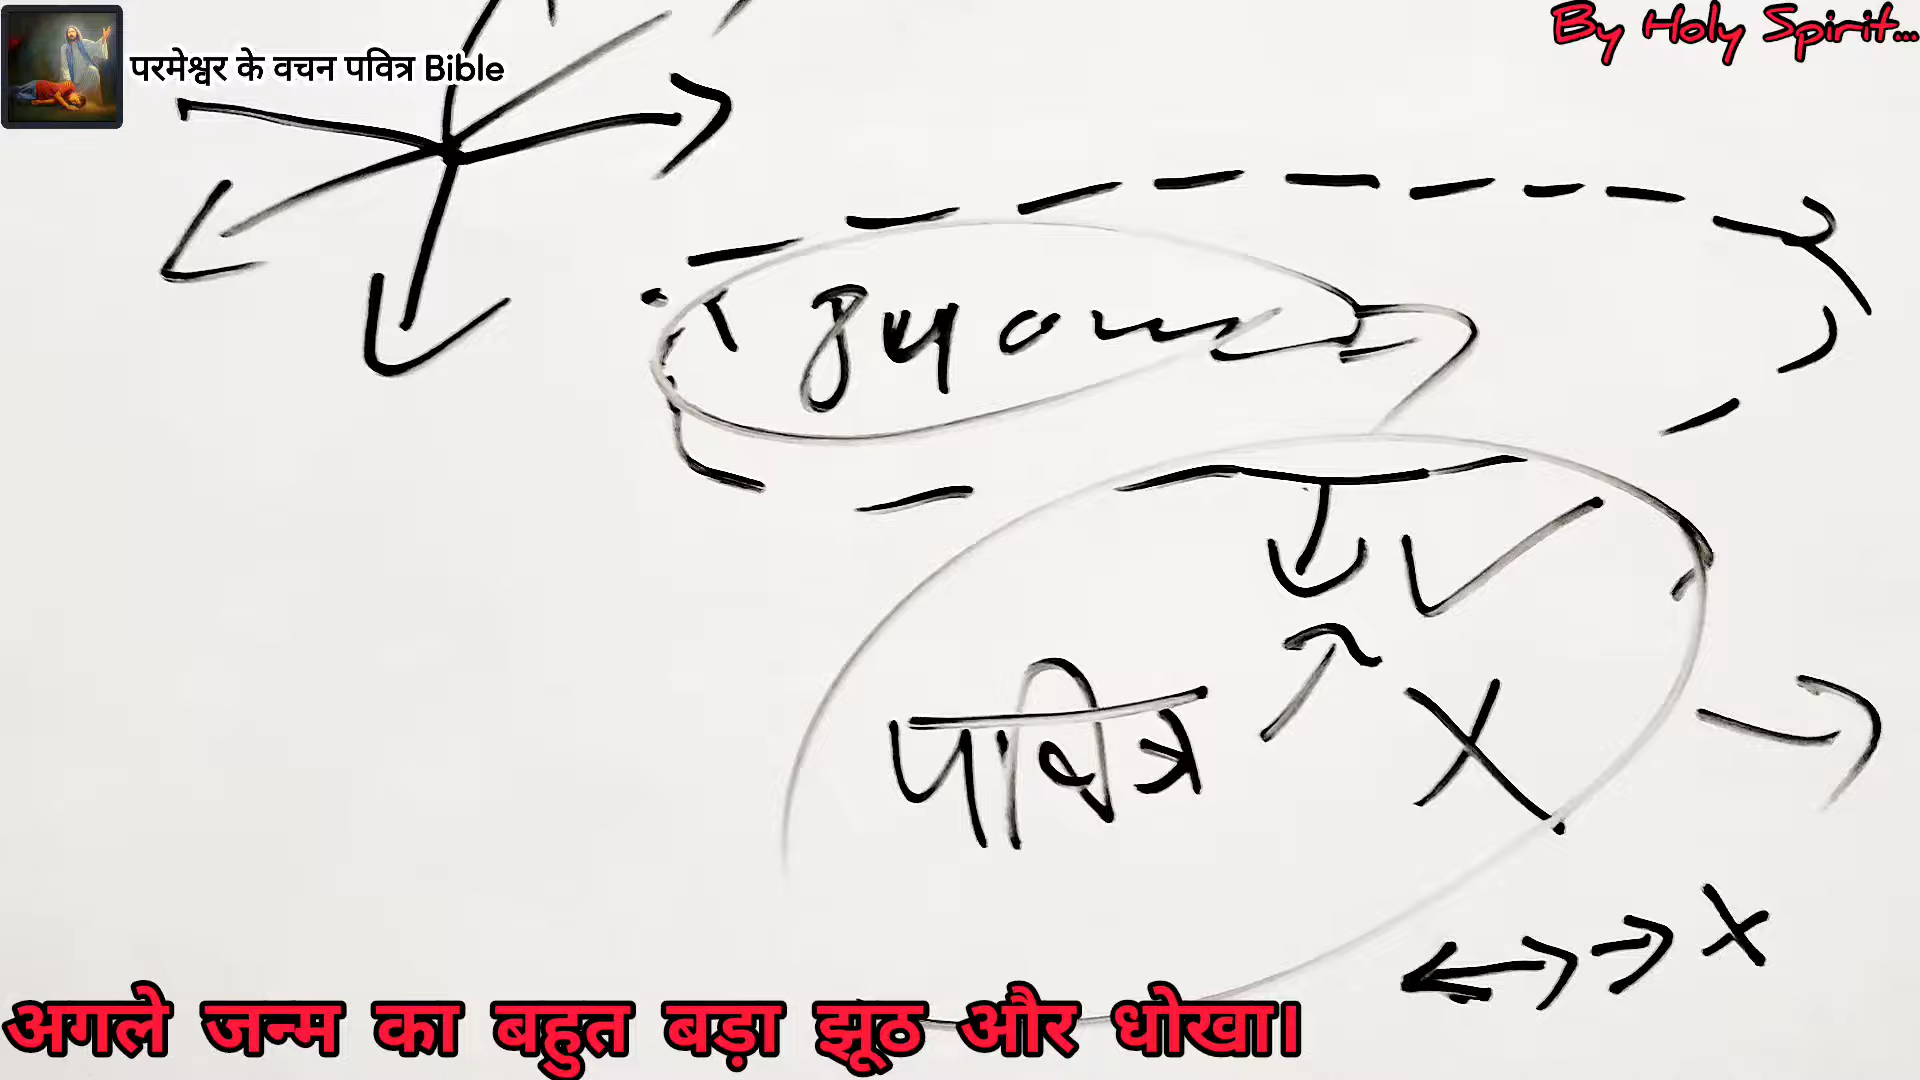 By Holy Spirit...
परमेश्वर के वचन पवित्र Bible
पवित्र
अगले जन्म का बहुत बड़ा झूठ और धोखा।